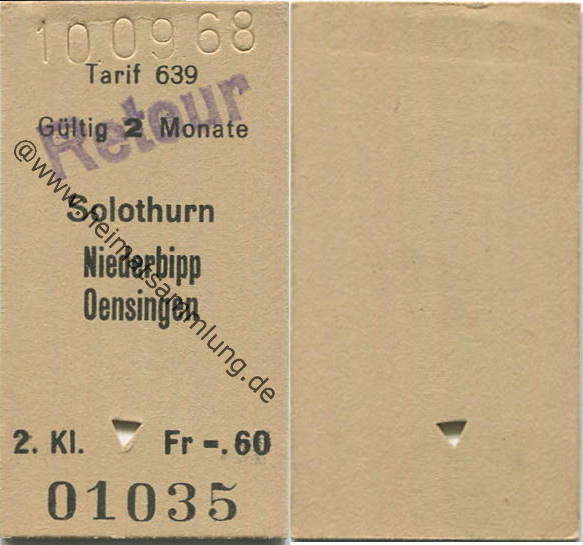 10 09 68
Tarif 639
Retour
Gültig 2 Monate
Solothurn
Niederbipp
Oensingen
@www.heimatsammlung.de
2. Kl. Fr -.60
01035